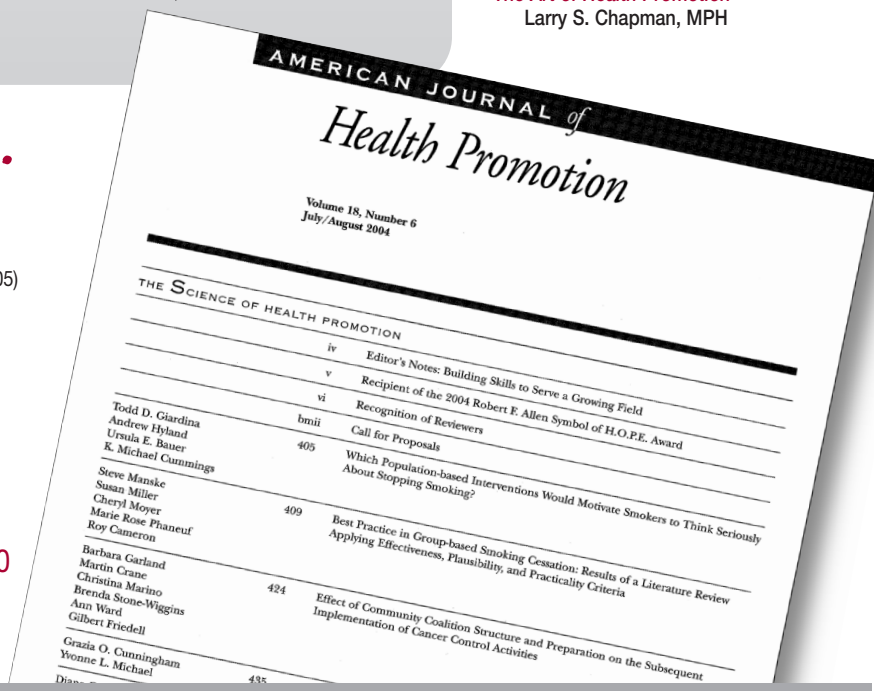 Larry S. Chapman, MPH
05)
0
AMERICAN JOURNAL of
Health Promotion
Volume 18, Number 6
July/August 2004
THE SCIENCE OF HEALTH PROMOTION
iv Editor's Notes: Building Skills to Serve a Growing Field
v Recipient of the 2004 Robert F. Allen Symbol of H.O.P.E. Award
vi Recognition of Reviewers
bmii Call for Proposals
Todd D. Giardina
Andrew Hyland
Ursula E. Bauer
K. Michael Cummings
405 Which Population-based Interventions Would Motivate Smokers to Think Seriously
About Stopping Smoking?
Steve Manske
Susan Miller
Cheryl Moyer
Marie Rose Phaneuf
Roy Cameron
409 Best Practice in Group-based Smoking Cessation: Results of a Literature Review
Applying Effectiveness, Plausibility, and Practicality Criteria
Barbara Garland
Martin Crane
Christina Marino
Brenda Stone-Wiggins
Ann Ward
Gilbert Friedell
424 Effect of Community Coalition Structure and Preparation on the Subsequent
Implementation of Cancer Control Activities
Grazia O. Cunningham
Yvonne L. Michael
435